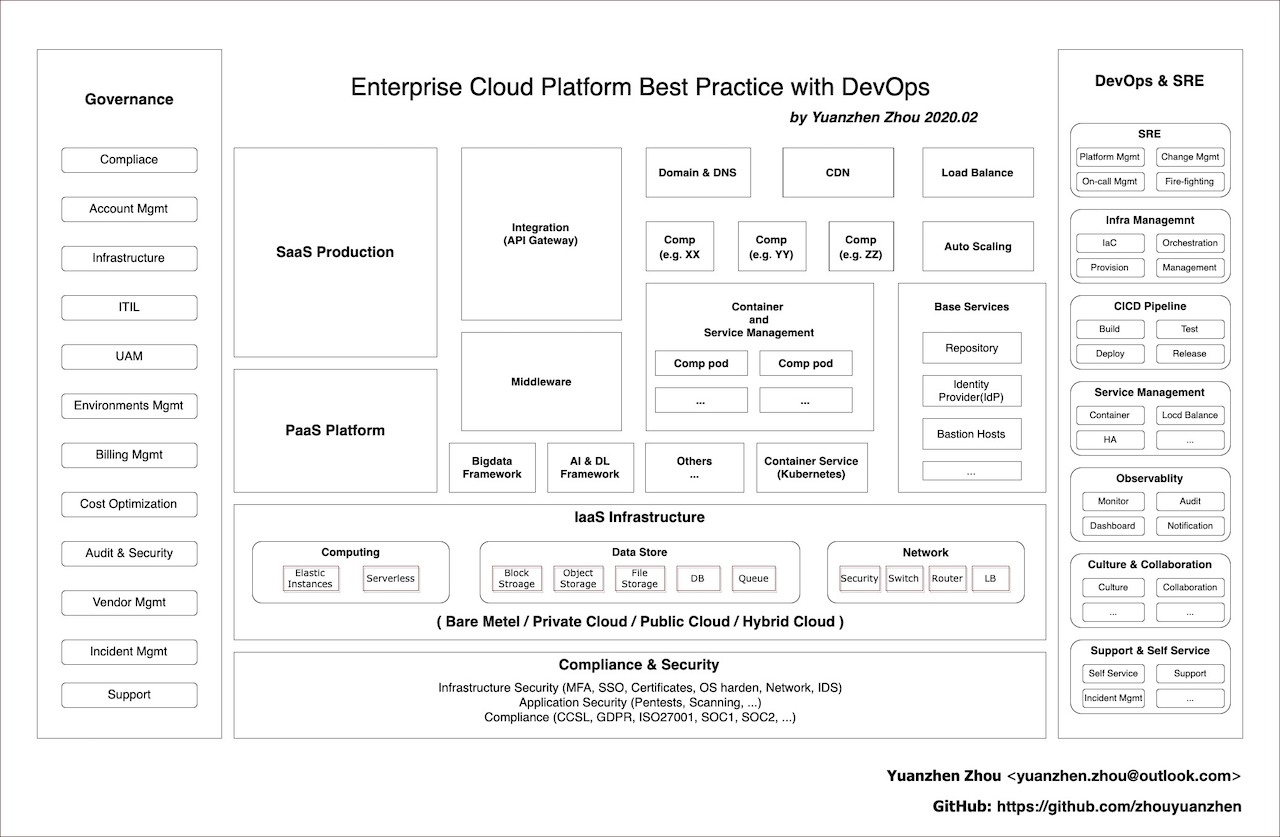 Enterprise Cloud Platform Best Practice with DevOps
by Yuanzhen Zhou 2020.02
Governance
Compliace
Account Mgmt
Infrastructure
ITIL
UAM
Environments Mgmt
Billing Mgmt
Cost Optimization
Audit & Security
Vendor Mgmt
Incident Mgmt
Support
SaaS Production
PaaS Platform
Integration
(API Gateway)
Middleware
Domain & DNS
CDN
Load Balance
Comp
(e.g. XX
Comp
(e.g. YY)
Comp
(e.g. ZZ)
Auto Scaling
Container
and
Service Management
Comp pod
Comp pod
...
...
Base Services
Repository
Identity
Provider(IdP)
Bastion Hosts
...
Bigdata
Framework
AI & DL
Framework
Others
...
Container Service
(Kubernetes)
IaaS Infrastructure
Computing
Elastic
Instances
Serverless
Data Store
Block
Stroage
Object
Storage
File
Storage
DB
Queue
Network
Security
Switch
Router
LB
( Bare Metel / Private Cloud / Public Cloud / Hybrid Cloud )
Compliance & Security
Infrastructure Security (MFA, SSO, Certificates, OS harden, Network, IDS)
Application Security (Pentests, Scanning, ...)
Compliance (CCSL, GDPR, ISO27001, SOC1, SOC2, ...)
DevOps & SRE
SRE
Platform Mgmt
Change Mgmt
On-call Mgmt
Fire-fighting
Infra Managemnt
IaC
Orchestration
Provision
Management
CICD Pipeline
Build
Test
Deploy
Release
Service Management
Container
Locd Balance
HA
...
Observablity
Monitor
Audit
Dashboard
Notification
Culture & Collaboration
Culture
Collaboration
...
...
Support & Self Service
Self Service
Support
Incident Mgmt
...
Yuanzhen Zhou <yuanzhen.zhou@outlook.com>
GitHub: https://github.com/zhouyuanzhen